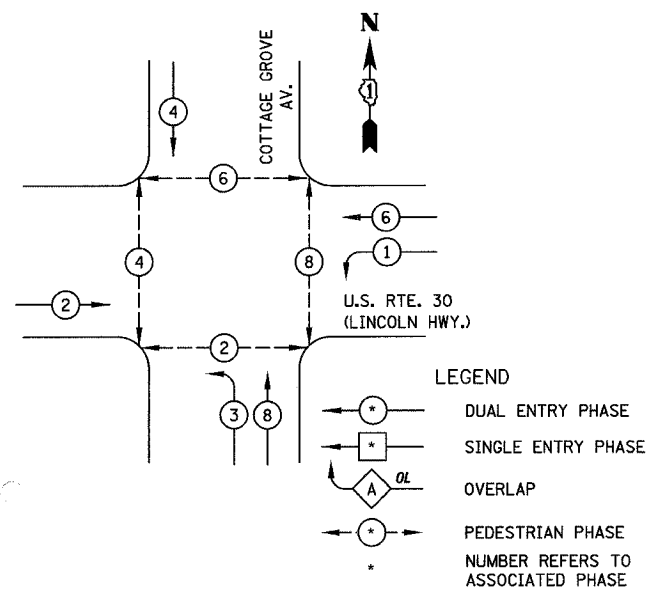 N
1
COTTAGE GROVE
AV.
4
6
6
4
8
1
2
U.S. RTE. 30
(LINCOLN HWY.)
2
LEGEND
3
8
* DUAL ENTRY PHASE
* SINGLE ENTRY PHASE
A OL OVERLAP
* PEDESTRIAN PHASE
* NUMBER REFERS TO
ASSOCIATED PHASE